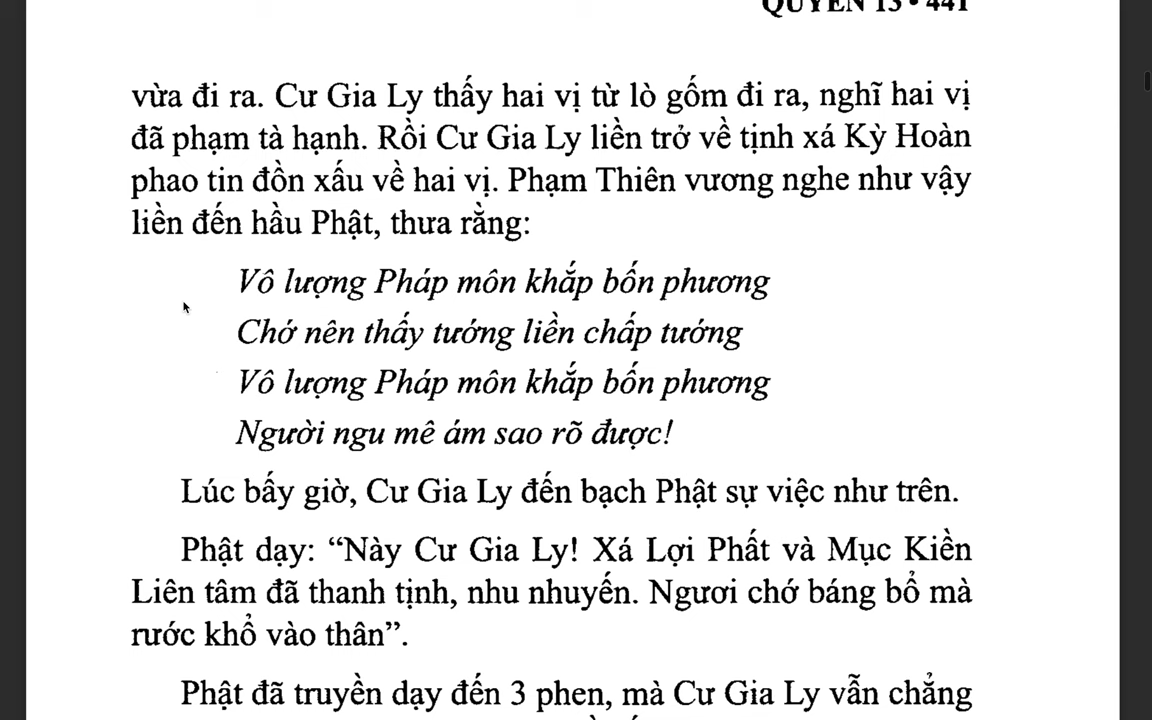 QUYỂN 13 • 441
vừa đi ra. Cư Gia Ly thấy hai vị từ lò gốm đi ra, nghĩ hai vị
đã phạm tà hạnh. Rồi Cư Gia Ly liền trở về tịnh xá Kỳ Hoàn
phao tin đồn xấu về hai vị. Phạm Thiên vương nghe như vậy
liền đến hầu Phật, thưa rằng:
Vô lượng Pháp môn khắp bốn phương
Chớ nên thấy tướng liền chấp tướng
Vô lượng Pháp môn khắp bốn phương
Người ngu mê ám sao rõ được!
Lúc bấy giờ, Cư Gia Ly đến bạch Phật sự việc như trên.
Phật dạy: “Này Cư Gia Ly! Xá Lợi Phất và Mục Kiền
Liên tâm đã thanh tịnh, nhu nhuyến. Ngươi chớ báng bổ mà
rước khổ vào thân”.
Phật đã truyền dạy đến 3 phen, mà Cư Gia Ly vẫn chẳng